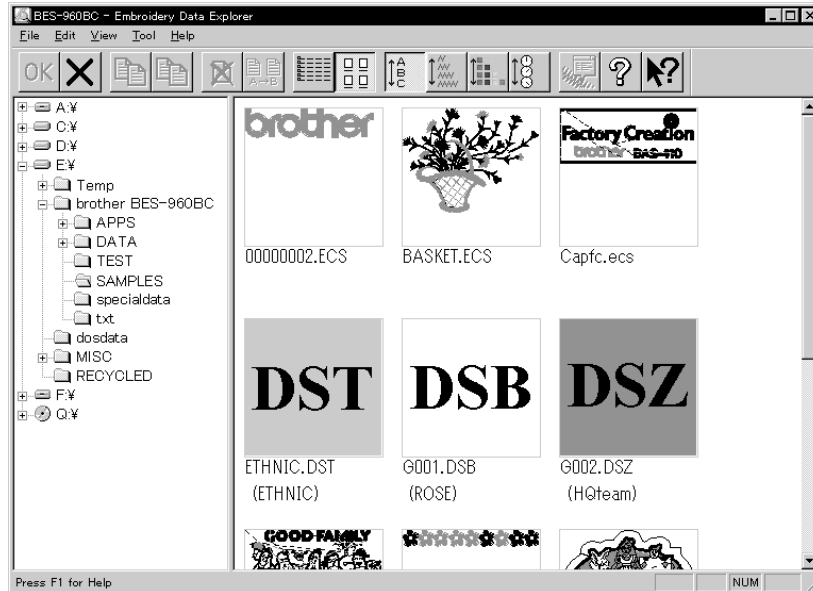 BES-960BC - Embroidery Data Explorer
File Edit View Tool Help
OK A→B A B C
A:¥
C:¥
D:¥
E:¥
Temp
brother BES-960BC
APPS
DATA
TEST
SAMPLES
specialdata
txt
dosdata
MISC
RECYCLED
F:¥
Q:¥
brother
Factory Creation
brother BAS-410
00000002.ECS BASKET.ECS Capfc.ecs
DST DSB DSZ
ETHNIC.DST G001.DSB G002.DSZ
(ETHNIC) (ROSE) (HQteam)
GOOD FAMILY
Press F1 for Help NUM